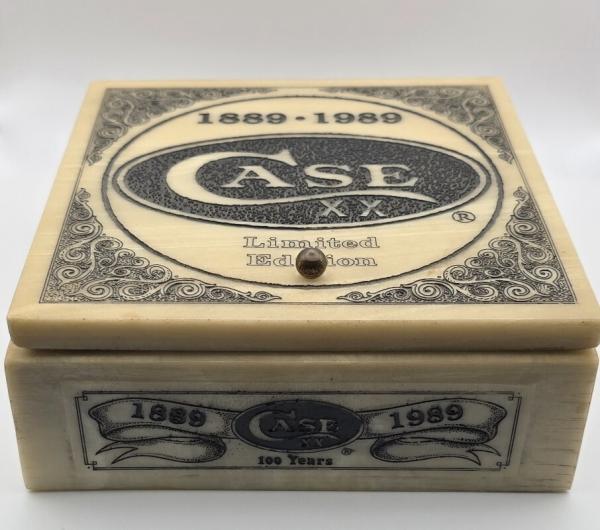 1889 · 1989
CASE
XX ®
Limited
Edition
1889 CASE 1989
XX ®
100 Years